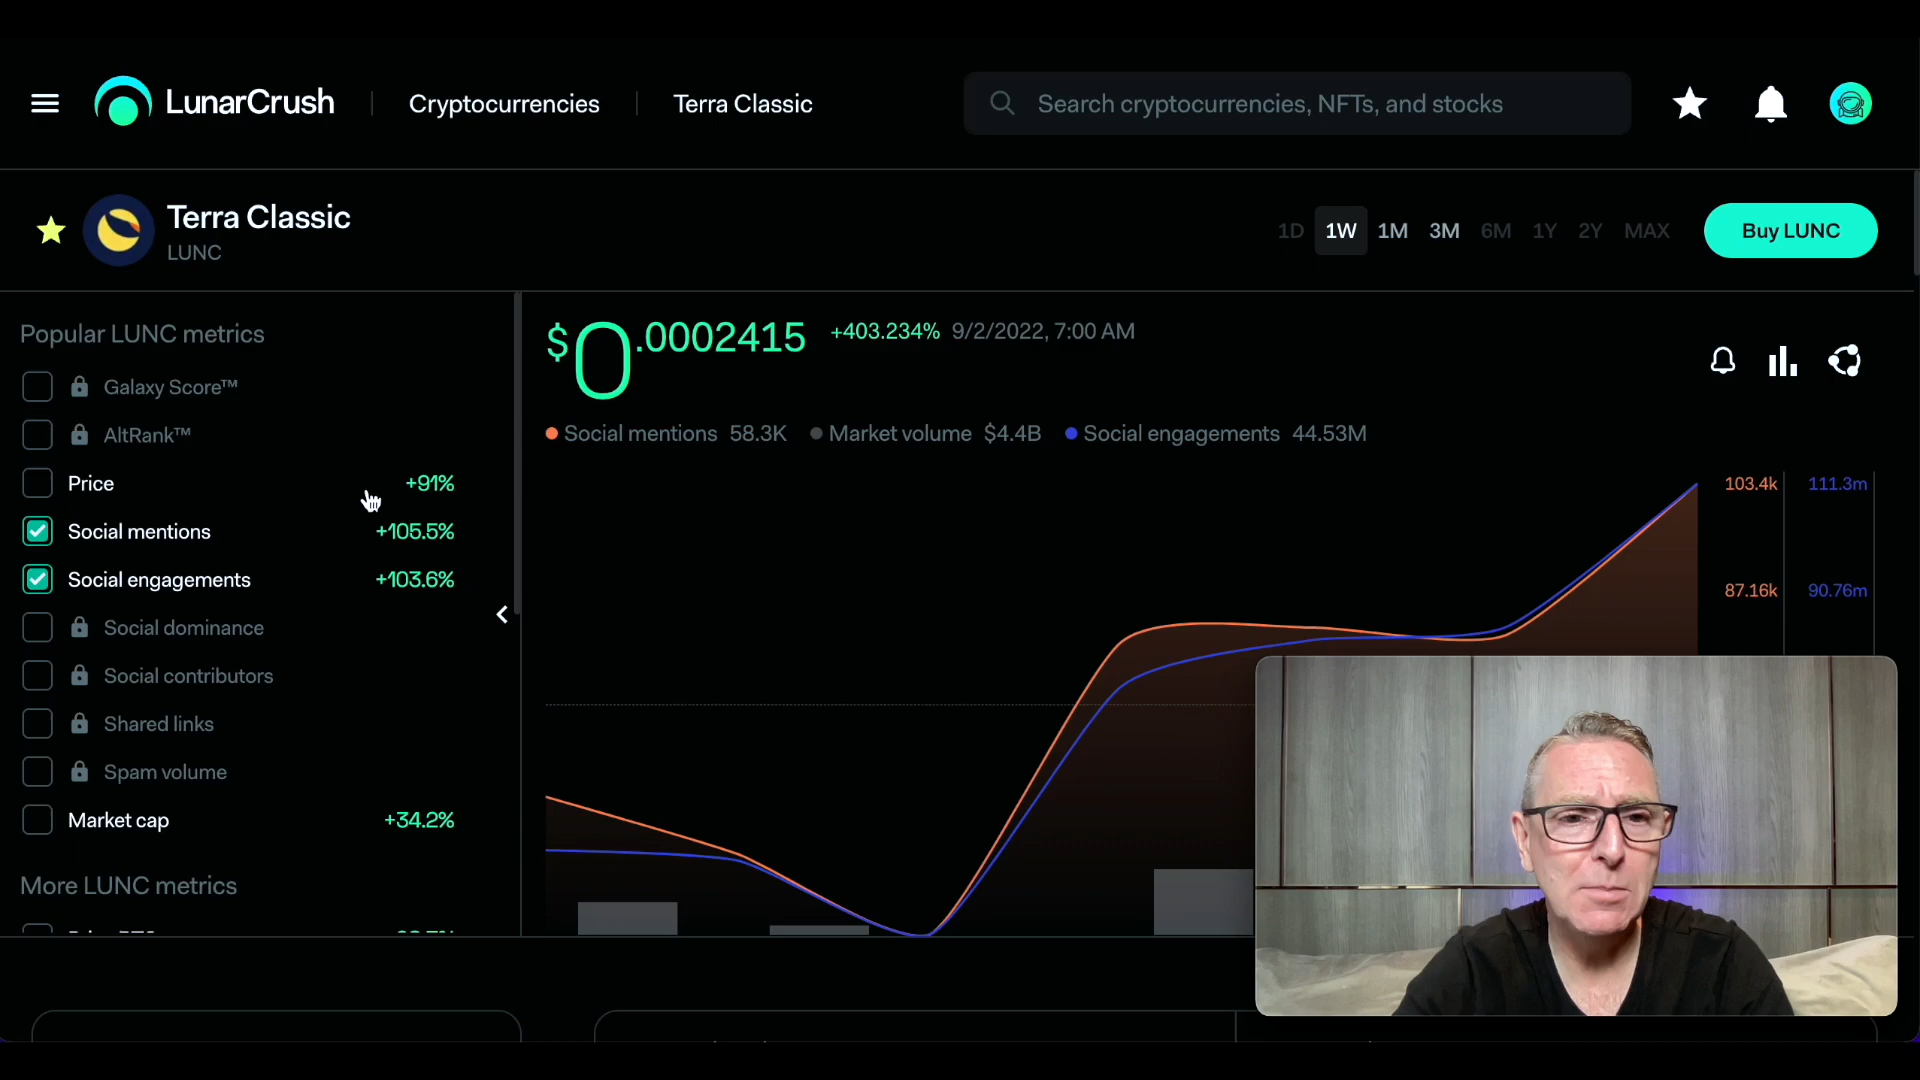 LunarCrush
Cryptocurrencies
Terra Classic
Search cryptocurrencies, NFTs, and stocks
Terra Classic
LUNC
1D 1W 1M 3M 6M 1Y 2Y MAX
Buy LUNC
Popular LUNC metrics
Galaxy Score™
AltRank™
Price +91%
Social mentions +105.5%
Social engagements +103.6%
Social dominance
Social contributors
Shared links
Spam volume
Market cap +34.2%
More LUNC metrics
$0.0002415 +403.234% 9/2/2022, 7:00 AM
Social mentions 58.3K Market volume $4.4B Social engagements 44.53M
103.4k 111.3m
87.16k 90.76m